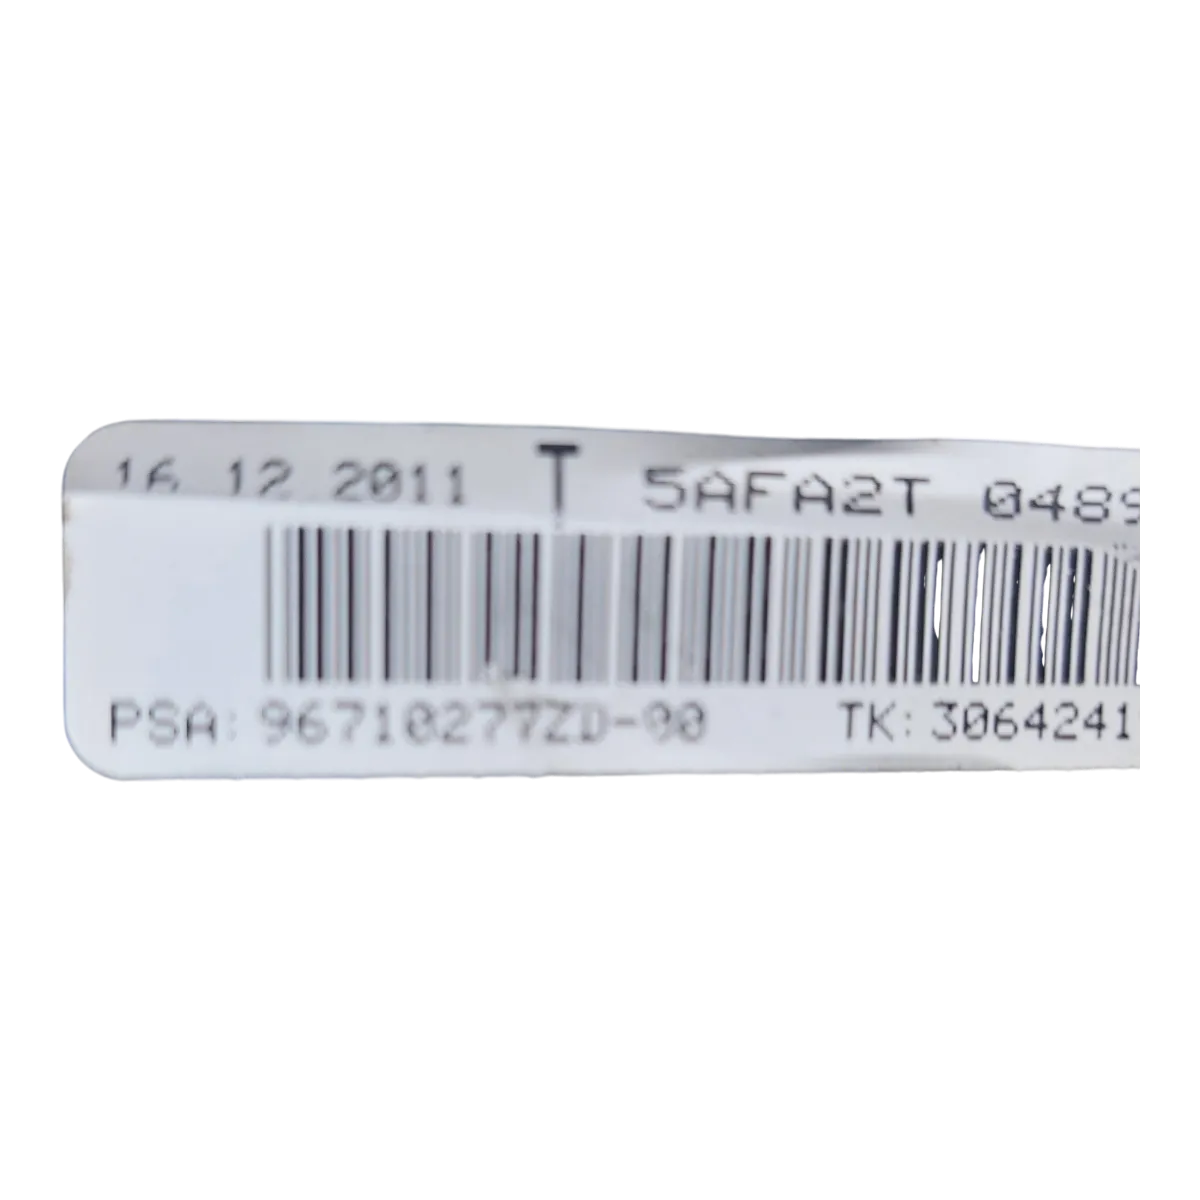 16.12.2011 T 5AFA2T 0489
PSA: 96710277ZD-00 TK: 3064241